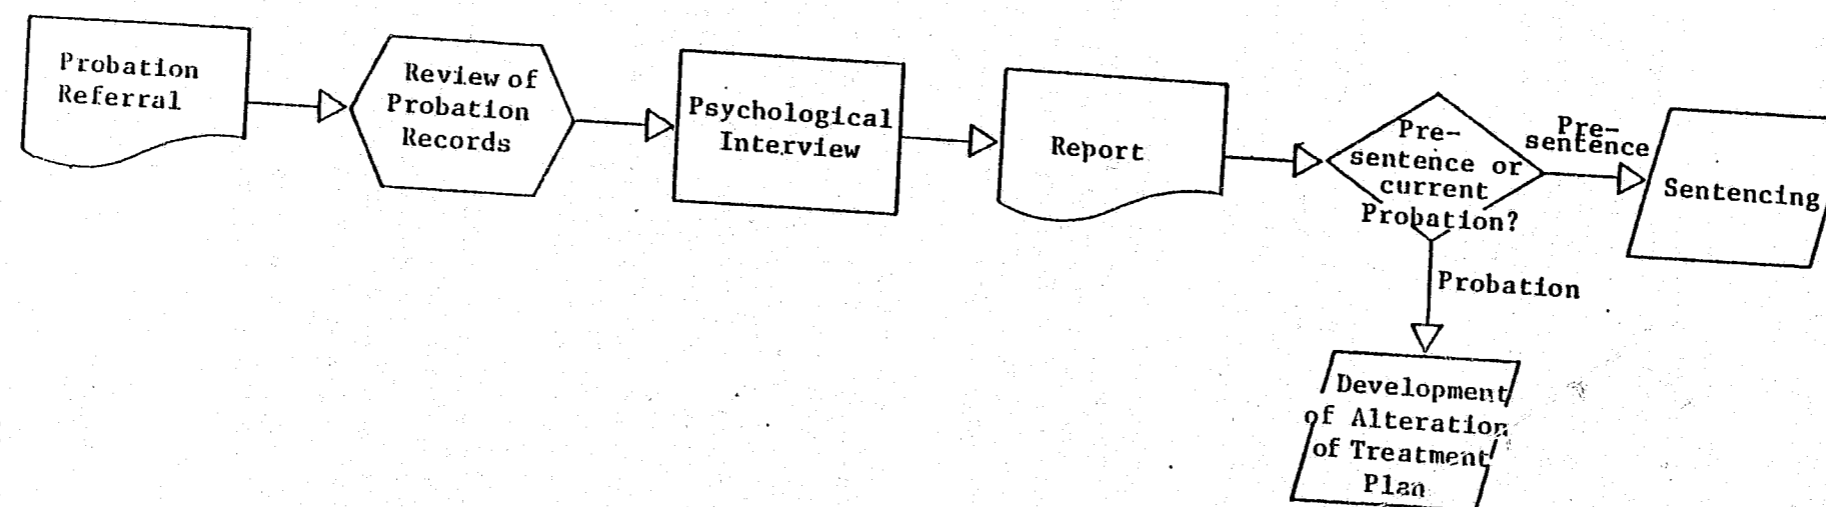 Probation
Referral
Review of
Probation
Records
Psychological
Interview
Report
Pre-
sentence or
current
Probation?
Pre-
sentence
Sentencing
Probation
Development
of Alteration
of Treatment
Plan